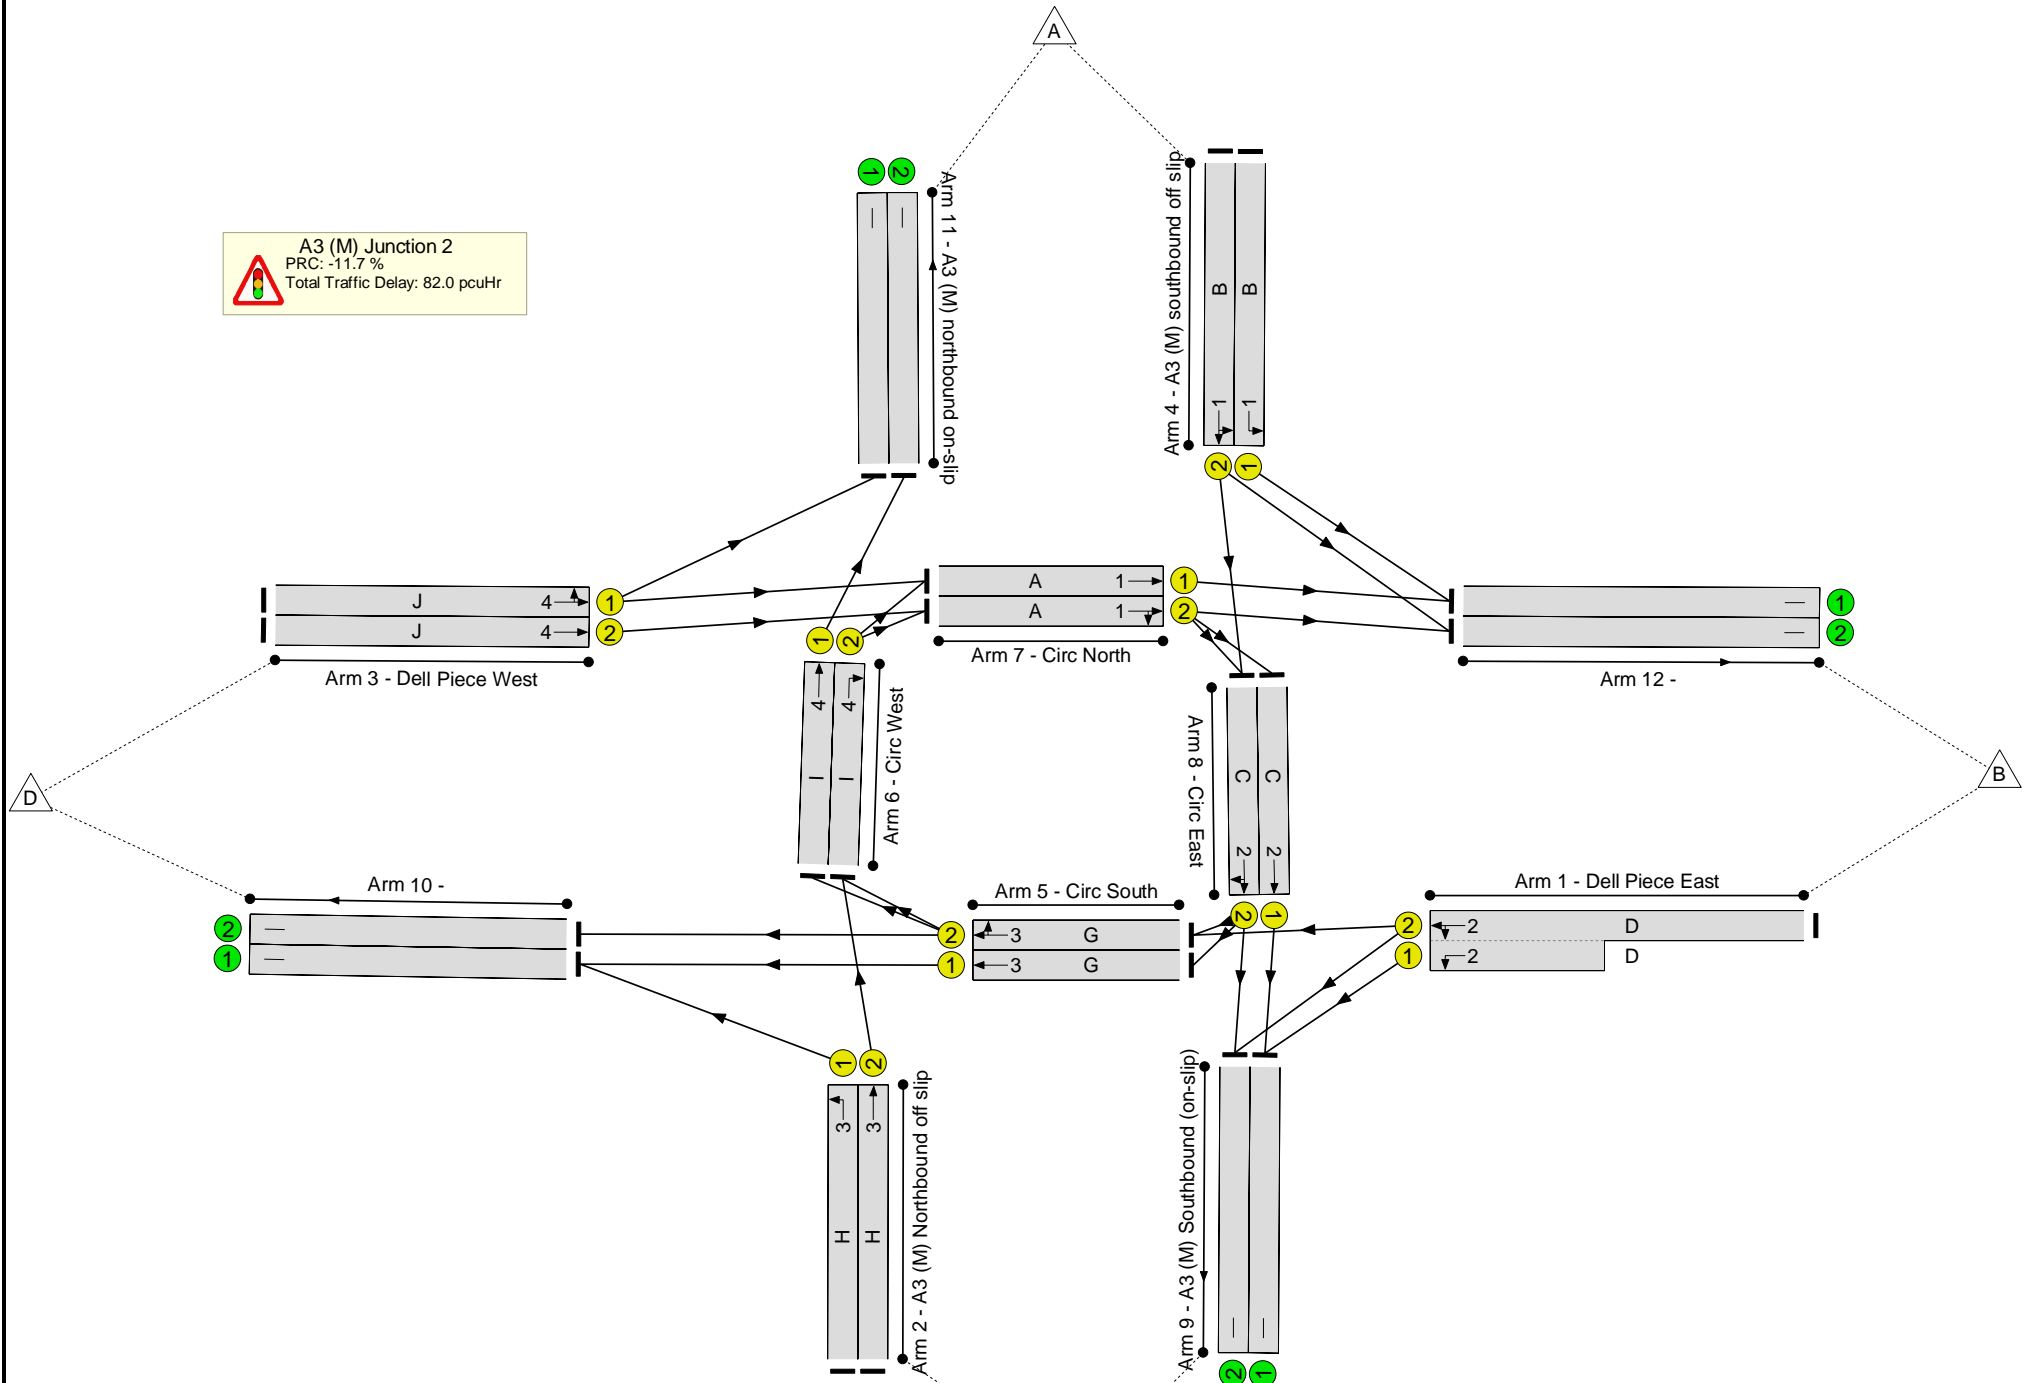 A
1
2
Arm 11 - A3 (M) northbound on-slip
Arm 4 - A3 (M) southbound off slip
B
B
1
1
2
1
A3 (M) Junction 2
PRC: -11.7 %
Total Traffic Delay: 82.0 pcuHr
J
4
1
J
4
2
Arm 3 - Dell Piece West
1
2
A
1
1
A
1
2
Arm 7 - Circ North
1
2
Arm 12 -
4
4
I
I
Arm 6 - Circ West
Arm 8 - Circ East
C
C
2
2
2
1
D
B
Arm 10 -
2
1
Arm 5 - Circ South
2
3
G
1
3
G
Arm 1 - Dell Piece East
2
2
D
1
2
D
1
2
3
3
H
H
Arm 2 - A3 (M) Northbound off slip
Arm 9 - A3 (M) Southbound (on-slip)
2
1